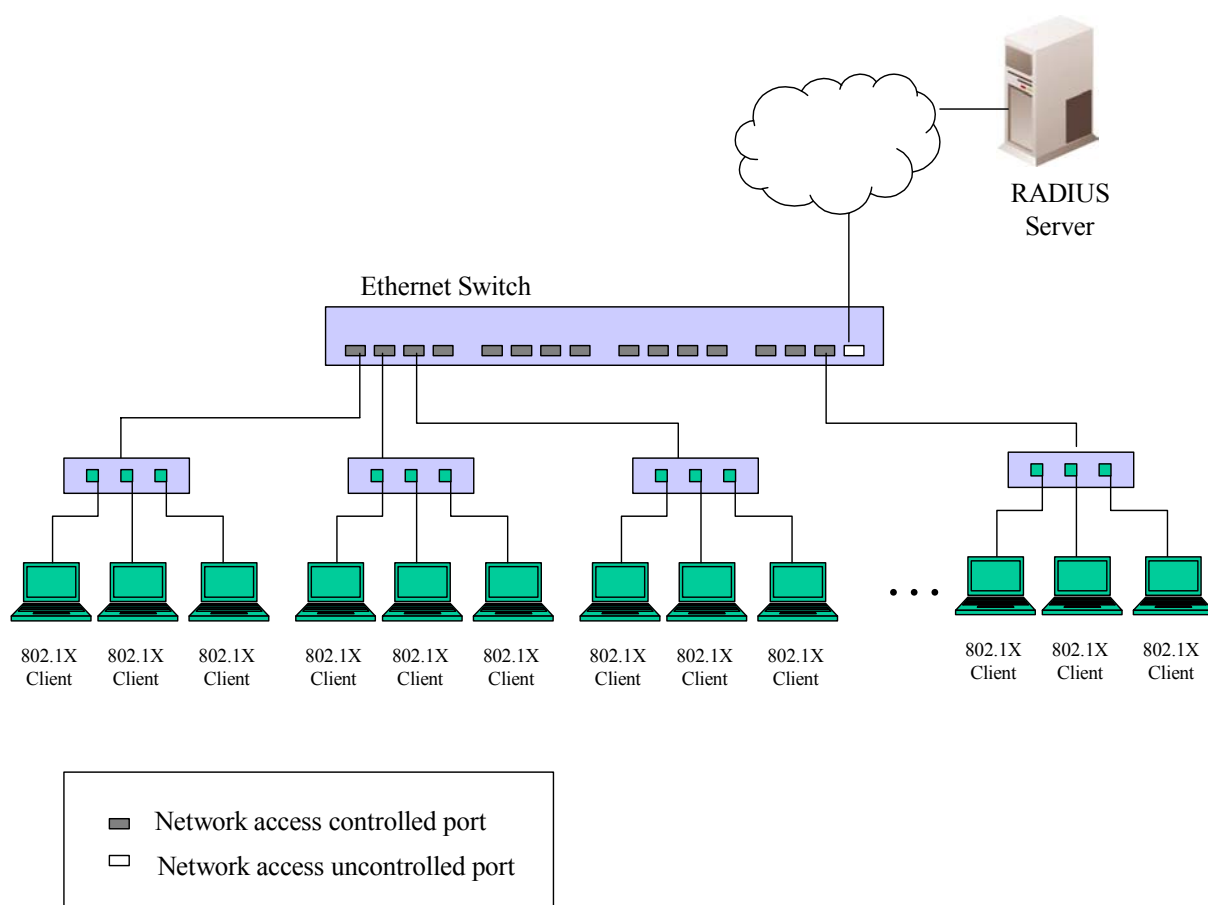 RADIUS
Server
Ethernet Switch
802.1X
Client
802.1X
Client
802.1X
Client
802.1X
Client
802.1X
Client
802.1X
Client
802.1X
Client
802.1X
Client
802.1X
Client
. . .
802.1X
Client
802.1X
Client
802.1X
Client
Network access controlled port
Network access uncontrolled port